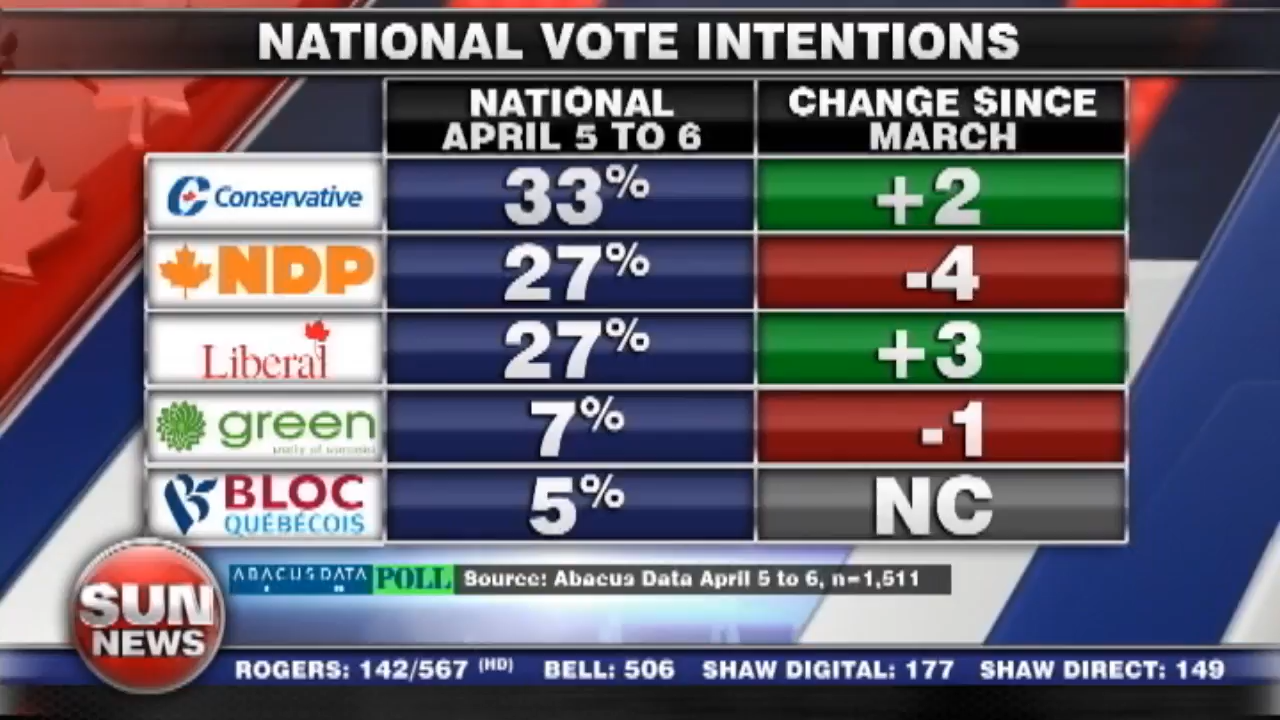 NATIONAL VOTE INTENTIONS
NATIONAL
APRIL 5 TO 6
CHANGE SINCE
MARCH
Conservative
33%
+2
NDP
27%
-4
Liberal
27%
+3
green
7%
-1
BLOC
QUÉBÉCOIS
5%
NC
ABACUS DATA POLL Source: Abacus Data April 5 to 6, n=1,511
SUN
NEWS
ROGERS: 142/567 (HD) BELL: 506 SHAW DIGITAL: 177 SHAW DIRECT: 149